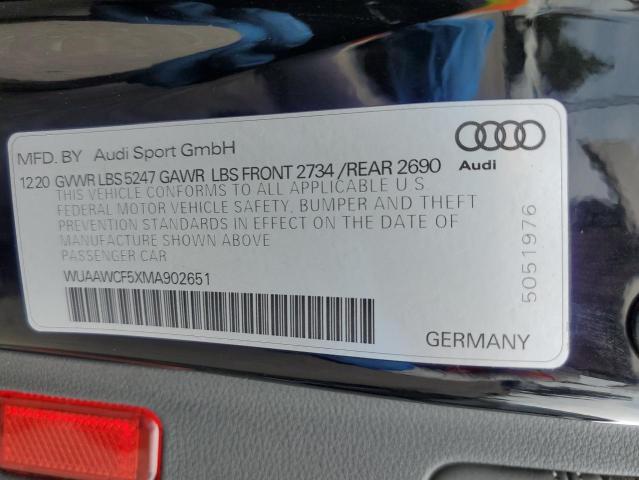 MFD. BY Audi Sport GmbH
Audi
12 20 GVWR LBS 5247 GAWR LBS FRONT 2734 /REAR 2690
THIS VEHICLE CONFORMS TO ALL APPLICABLE U S
FEDERAL MOTOR VEHICLE SAFETY, BUMPER AND THEFT
PREVENTION STANDARDS IN EFFECT ON THE DATE OF
MANUFACTURE SHOWN ABOVE
PASSENGER CAR
WUAAWCF5XMA902651
5051976
GERMANY